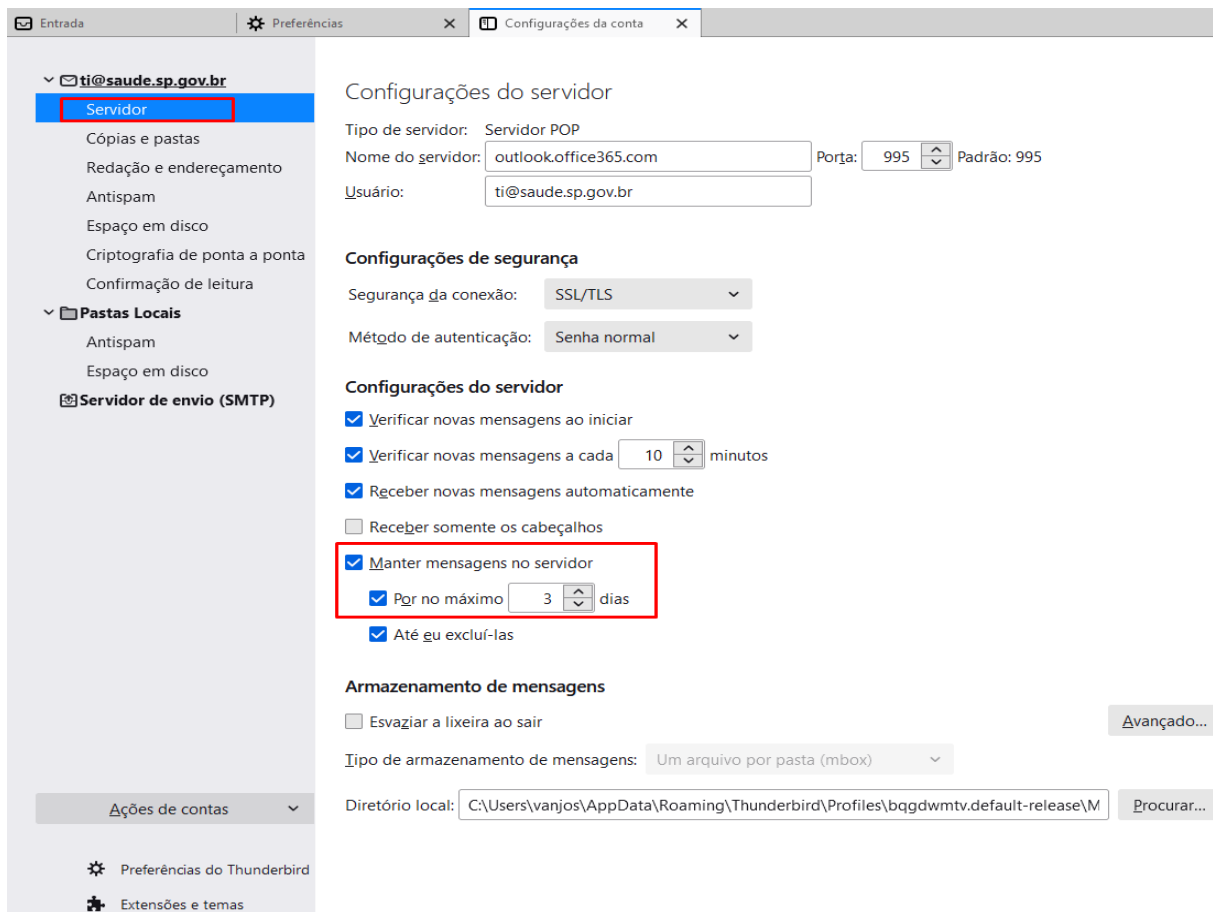 Entrada Preferências Configurações da conta
ti@saude.sp.gov.br
Servidor
Cópias e pastas
Redação e endereçamento
Antispam
Espaço em disco
Criptografia de ponta a ponta
Confirmação de leitura
Pastas Locais
Antispam
Espaço em disco
Servidor de envio (SMTP)
Ações de contas
Preferências do Thunderbird
Extensões e temas
Configurações do servidor
Tipo de servidor: Servidor POP
Nome do servidor: outlook.office365.com Porta: 995 Padrão: 995
Usuário: ti@saude.sp.gov.br
Configurações de segurança
Segurança da conexão: SSL/TLS
Método de autenticação: Senha normal
Configurações do servidor
Verificar novas mensagens ao iniciar
Verificar novas mensagens a cada 10 minutos
Receber novas mensagens automaticamente
Receber somente os cabeçalhos
Manter mensagens no servidor
Por no máximo 3 dias
Até eu excluí-las
Armazenamento de mensagens
Esvaziar a lixeira ao sair Avançado...
Tipo de armazenamento de mensagens: Um arquivo por pasta (mbox)
Diretório local: C:\Users\vanjos\AppData\Roaming\Thunderbird\Profiles\bqgdwmtv.default-release\M Procurar...